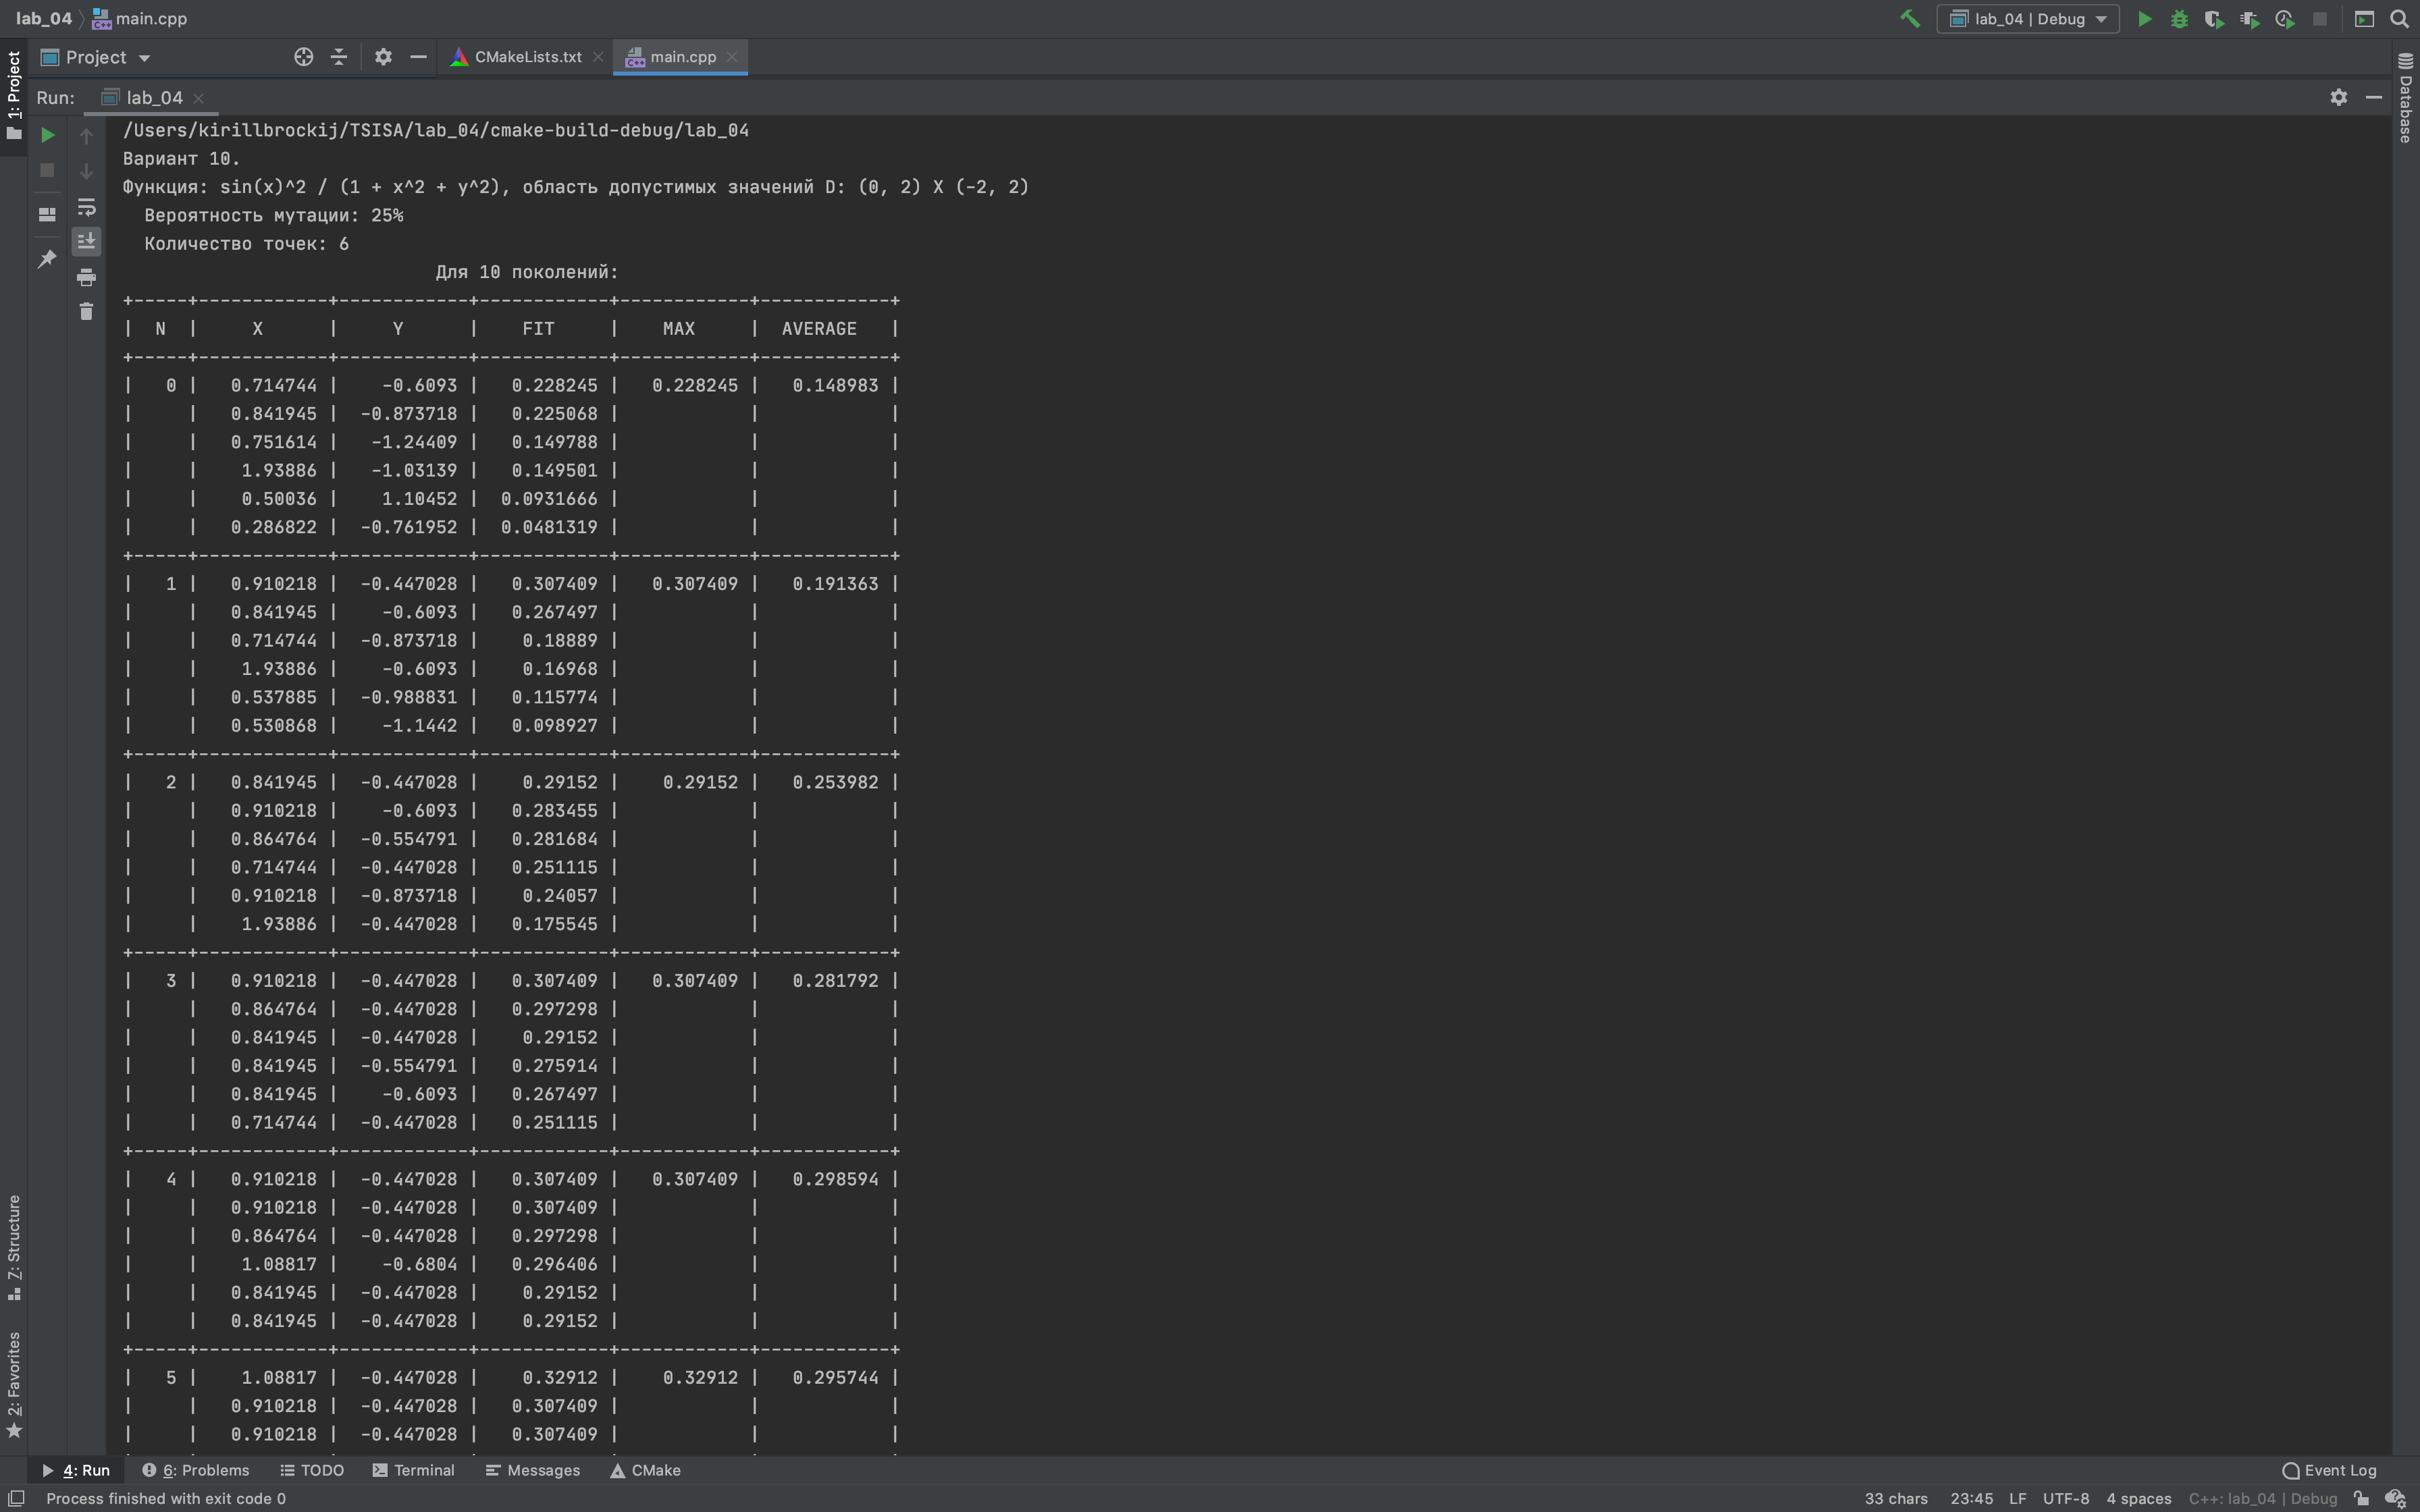 lab_04 main.cpp lab_04 | Debug
Project CMakeLists.txt main.cpp
1: Project
Database
Run: lab_04
/Users/kirillbrockij/TSISA/lab_04/cmake-build-debug/lab_04
Вариант 10.
Функция: sin(x)^2 / (1 + x^2 + y^2), область допустимых значений D: (0, 2) X (-2, 2)
Вероятность мутации: 25%
Количество точек: 6
Для 10 поколений:
+-----+------------+------------+------------+------------+------------+
| N | X | Y | FIT | MAX | AVERAGE |
+-----+------------+------------+------------+------------+------------+
| 0 | 0.714744 | -0.6093 | 0.228245 | 0.228245 | 0.148983 |
| | 0.841945 | -0.873718 | 0.225068 | | |
| | 0.751614 | -1.24409 | 0.149788 | | |
| | 1.93886 | -1.03139 | 0.149501 | | |
| | 0.50036 | 1.10452 | 0.0931666 | | |
| | 0.286822 | -0.761952 | 0.0481319 | | |
+-----+------------+------------+------------+------------+------------+
| 1 | 0.910218 | -0.447028 | 0.307409 | 0.307409 | 0.191363 |
| | 0.841945 | -0.6093 | 0.267497 | | |
| | 0.714744 | -0.873718 | 0.18889 | | |
| | 1.93886 | -0.6093 | 0.16968 | | |
| | 0.537885 | -0.988831 | 0.115774 | | |
| | 0.530868 | -1.1442 | 0.098927 | | |
+-----+------------+------------+------------+------------+------------+
| 2 | 0.841945 | -0.447028 | 0.29152 | 0.29152 | 0.253982 |
| | 0.910218 | -0.6093 | 0.283455 | | |
| | 0.864764 | -0.554791 | 0.281684 | | |
| | 0.714744 | -0.447028 | 0.251115 | | |
| | 0.910218 | -0.873718 | 0.24057 | | |
| | 1.93886 | -0.447028 | 0.175545 | | |
+-----+------------+------------+------------+------------+------------+
| 3 | 0.910218 | -0.447028 | 0.307409 | 0.307409 | 0.281792 |
| | 0.864764 | -0.447028 | 0.297298 | | |
| | 0.841945 | -0.447028 | 0.29152 | | |
| | 0.841945 | -0.554791 | 0.275914 | | |
| | 0.841945 | -0.6093 | 0.267497 | | |
| | 0.714744 | -0.447028 | 0.251115 | | |
+-----+------------+------------+------------+------------+------------+
| 4 | 0.910218 | -0.447028 | 0.307409 | 0.307409 | 0.298594 |
| | 0.910218 | -0.447028 | 0.307409 | | |
| | 0.864764 | -0.447028 | 0.297298 | | |
| | 1.08817 | -0.6804 | 0.296406 | | |
| | 0.841945 | -0.447028 | 0.29152 | | |
| | 0.841945 | -0.447028 | 0.29152 | | |
+-----+------------+------------+------------+------------+------------+
| 5 | 1.08817 | -0.447028 | 0.32912 | 0.32912 | 0.295744 |
| | 0.910218 | -0.447028 | 0.307409 | | |
| | 0.910218 | -0.447028 | 0.307409 | | |
7: Structure
2: Favorites
4: Run 6: Problems TODO Terminal Messages CMake Event Log
Process finished with exit code 0 33 chars 23:45 LF UTF-8 4 spaces C++: lab_04 | Debug